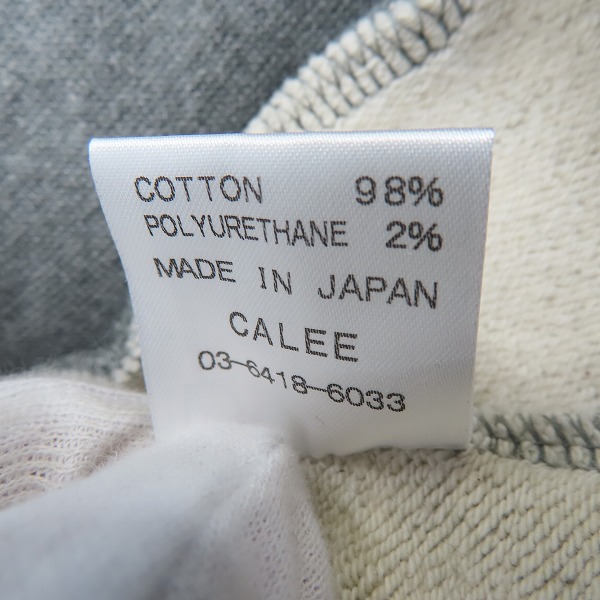 COTTON 98%
POLYURETHANE 2%
MADE IN JAPAN
CALEE
03-6418-6033